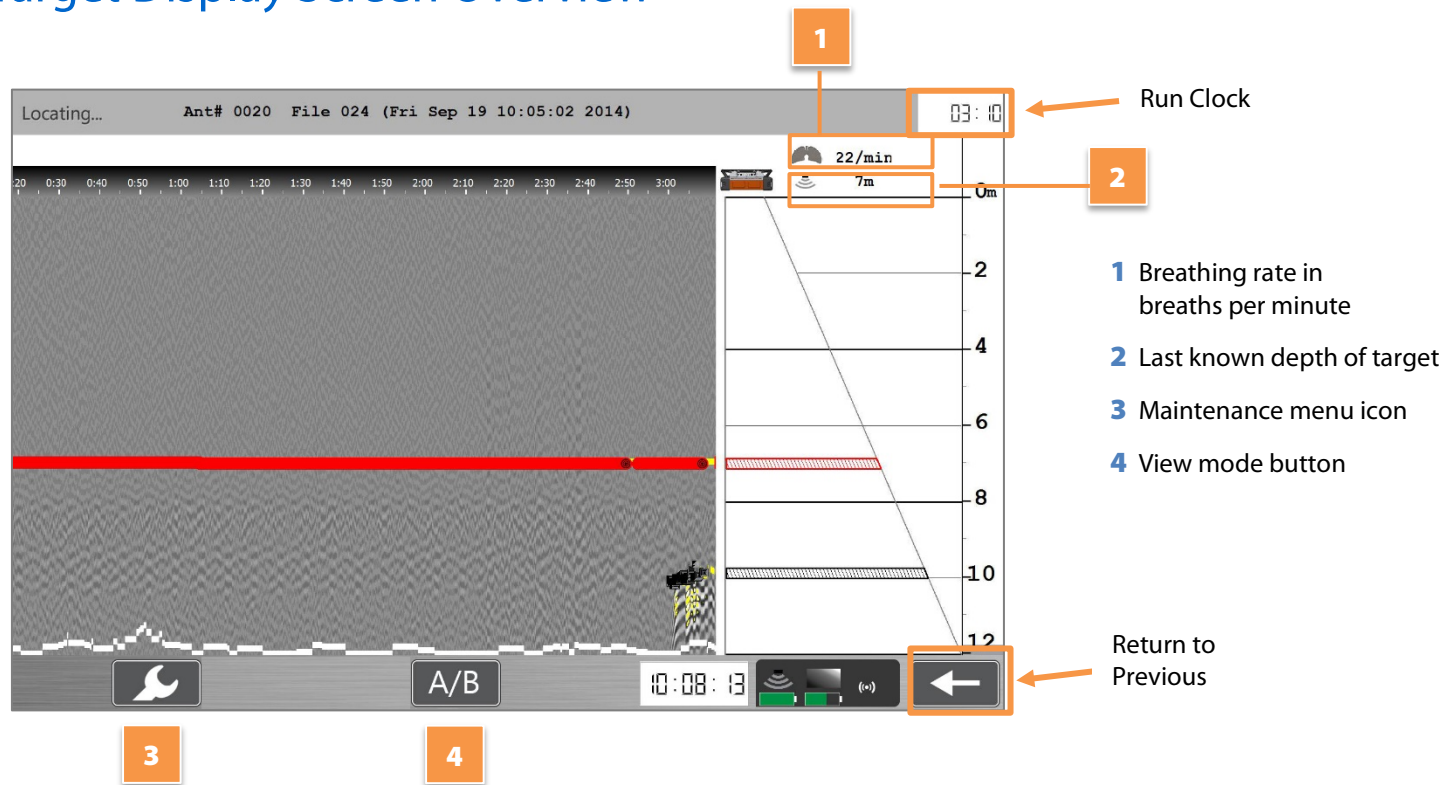 Target Display Screen Overview
1
Locating... Ant# 0020 File 024 (Fri Sep 19 10:05:02 2014) 03:10
Run Clock
22/min
2
7m
:20 0:30 0:40 0:50 1:00 1:10 1:20 1:30 1:40 1:50 2:00 2:10 2:20 2:30 2:40 2:50 3:00
0m
2
4
6
8
10
12
1 Breathing rate in
breaths per minute
2 Last known depth of target
3 Maintenance menu icon
4 View mode button
Return to
Previous
A/B
10:08:13
3
4